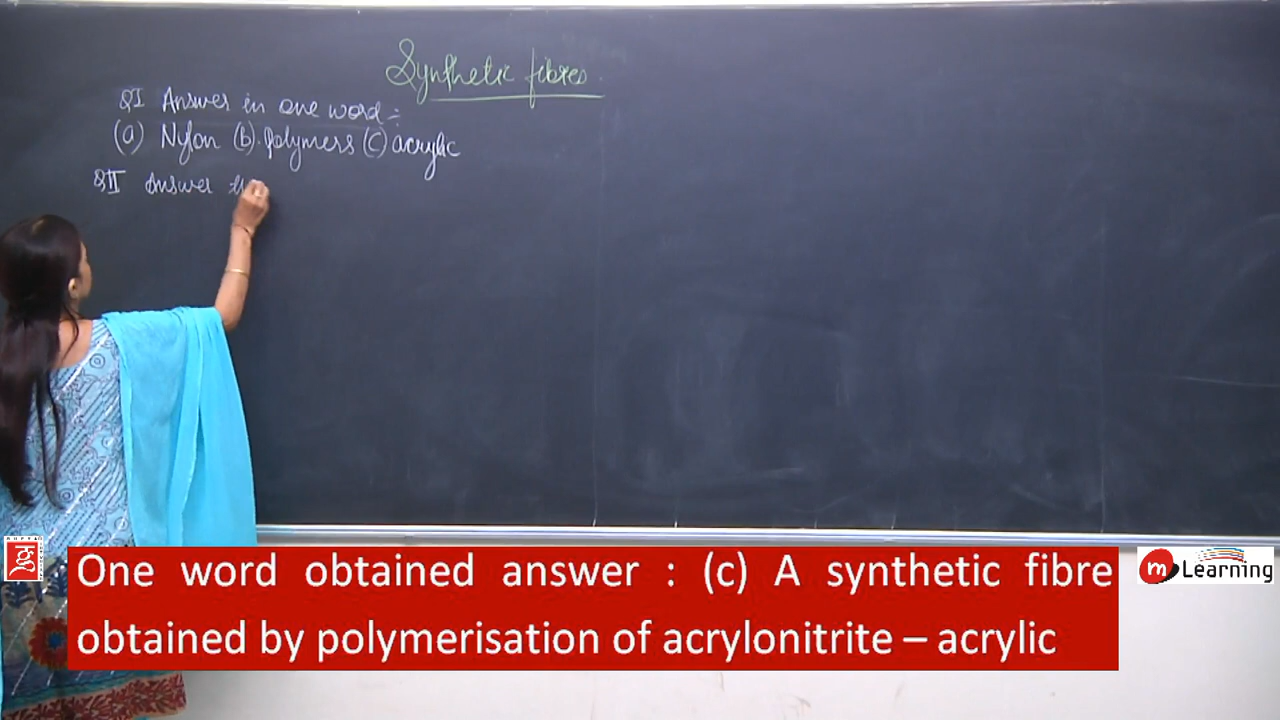 Synthetic fibres.
QI Answer in one word :-
(a) Nylon (b). Polymers (c) acrylic
QII Answer
One word obtained answer : (c) A synthetic fibre
obtained by polymerisation of acrylonitrite – acrylic
m Learning